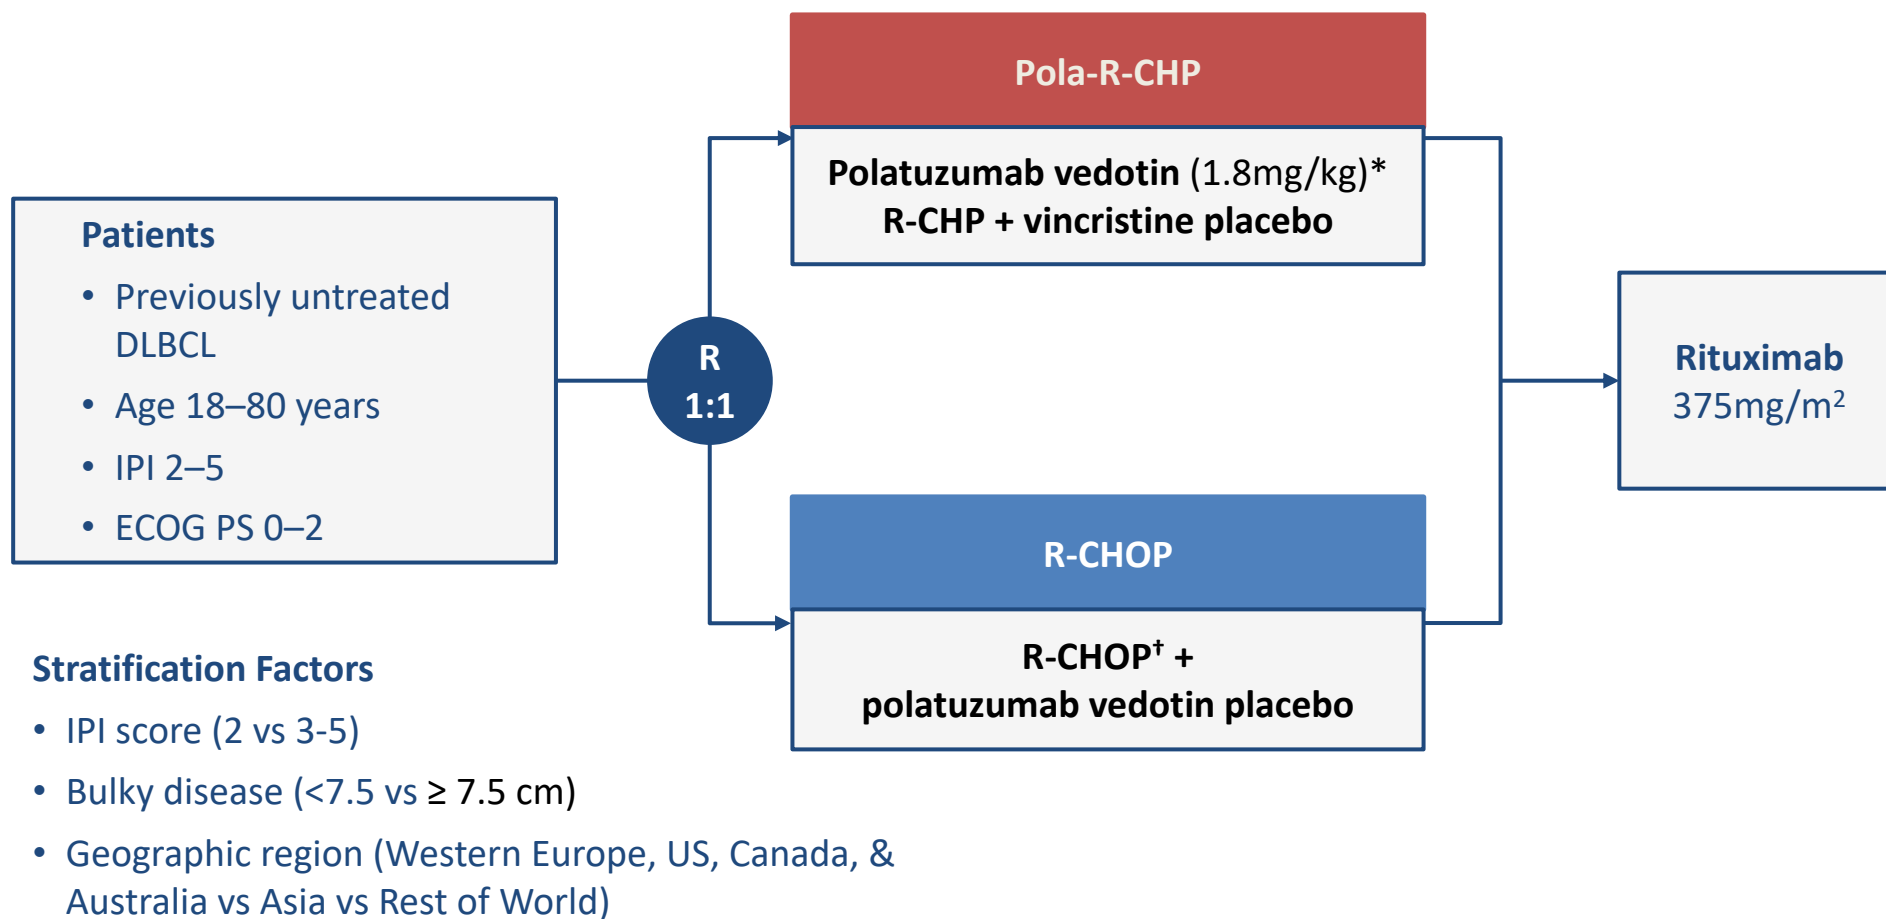 Pola-R-CHP
Polatuzumab vedotin (1.8mg/kg)*
R-CHP + vincristine placebo
Patients
• Previously untreated
DLBCL
• Age 18–80 years
• IPI 2–5
• ECOG PS 0–2
R
1:1
Rituximab
375mg/m²
R-CHOP
R-CHOP† +
polatuzumab vedotin placebo
Stratification Factors
• IPI score (2 vs 3-5)
• Bulky disease (<7.5 vs ≥ 7.5 cm)
• Geographic region (Western Europe, US, Canada, &
Australia vs Asia vs Rest of World)